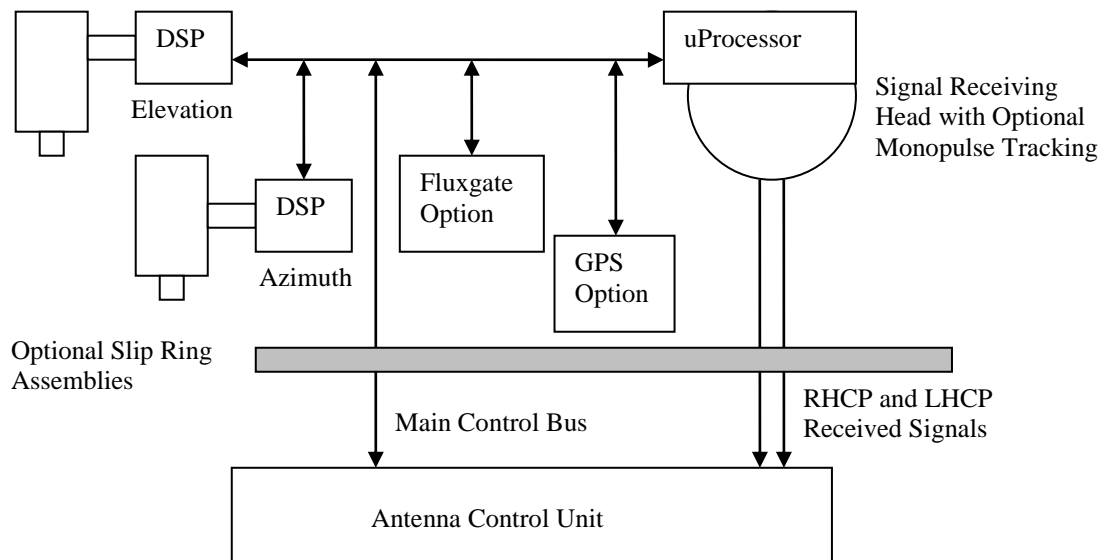 DSP
Elevation
uProcessor
Signal Receiving
Head with Optional
Monopulse Tracking
DSP
Azimuth
Fluxgate
Option
GPS
Option
Optional Slip Ring
Assemblies
Main Control Bus
RHCP and LHCP
Received Signals
Antenna Control Unit